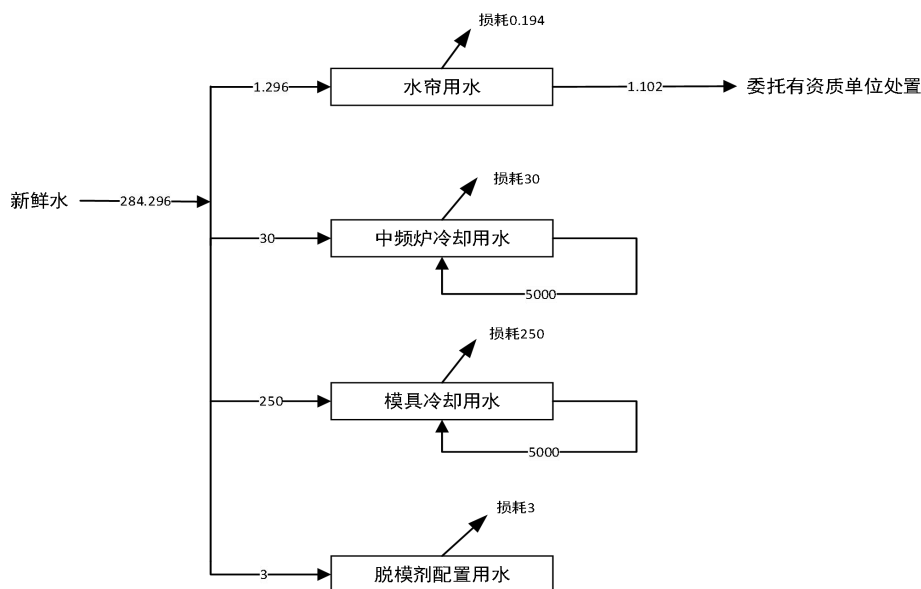 损耗0.194
1.296
水帘用水
1.102
委托有资质单位处置
新鲜水
284.296
损耗30
30
中频炉冷却用水
5000
损耗250
250
模具冷却用水
5000
损耗3
3
脱模剂配置用水